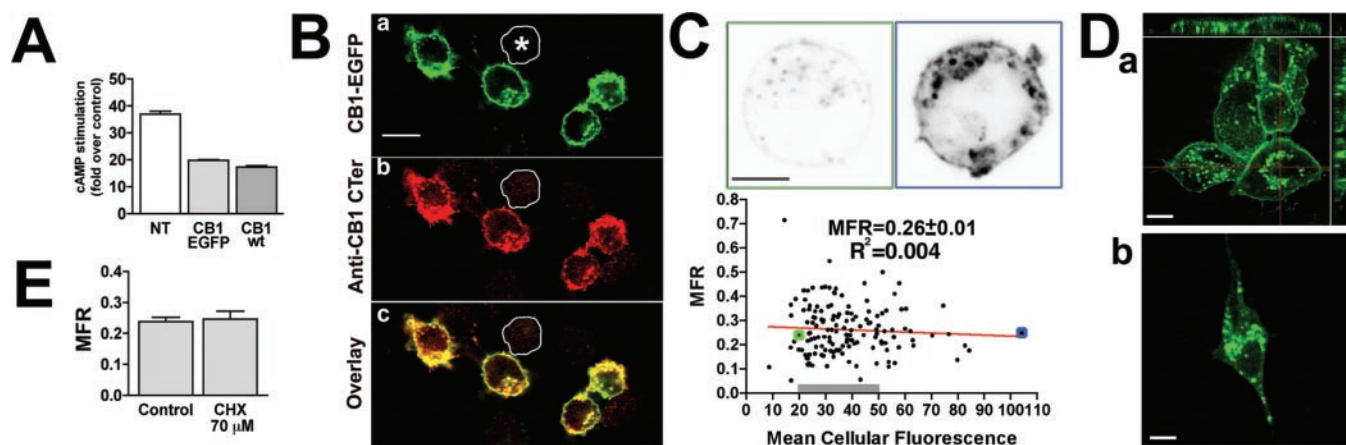 A
cAMP stimulation
(fold over control)
50
40
30
20
10
0
NT
CB1
EGFP
CB1
wt
B
a
*
CB1-EGFP
b
Anti-CB1 CTer
c
Overlay
C
MFR=0.26±0.01
R²=0.004
MFR
0.8
0.7
0.6
0.5
0.4
0.3
0.2
0.1
0.0
0 10 20 30 40 50 60 70 80 90 100 110
Mean Cellular Fluorescence
D
a
b
E
MFR
0.4
0.3
0.2
0.1
0.0
Control
CHX
70 µM